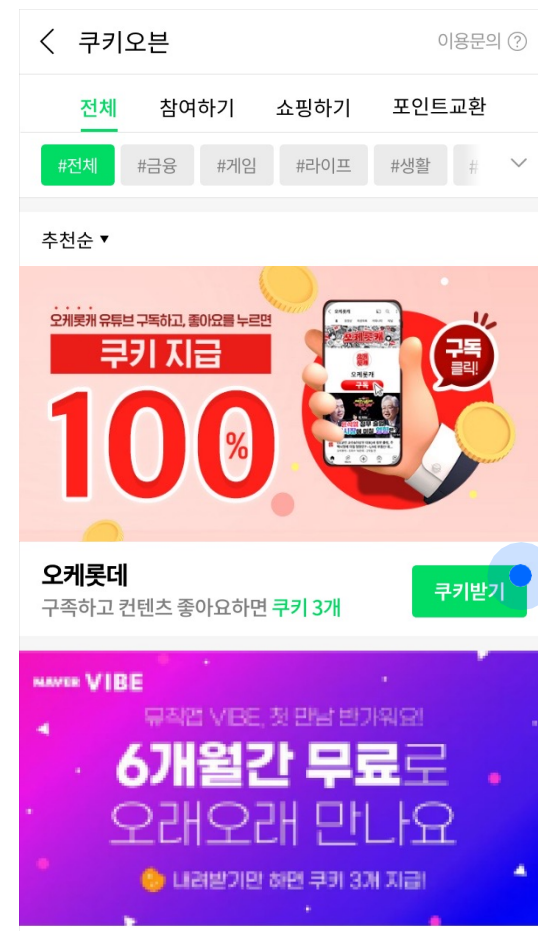 쿠키오븐
이용문의 ?
전체 참여하기 쇼핑하기 포인트교환
#전체 #금융 #게임 #라이프 #생활 #
추천순
오케롯캐 유튜브 구독하고, 좋아요를 누르면
쿠키 지급
100%
오케롯캐
구독
구독
클릭!
오케롯데
구족하고 컨텐츠 좋아요하면 쿠키 3개
쿠키받기
NAVER VIBE
뮤직앱 VIBE, 첫 만남 반가워요!
6개월간 무료로
오래오래 만나요
내려받기만 하면 쿠키 3개 지급!